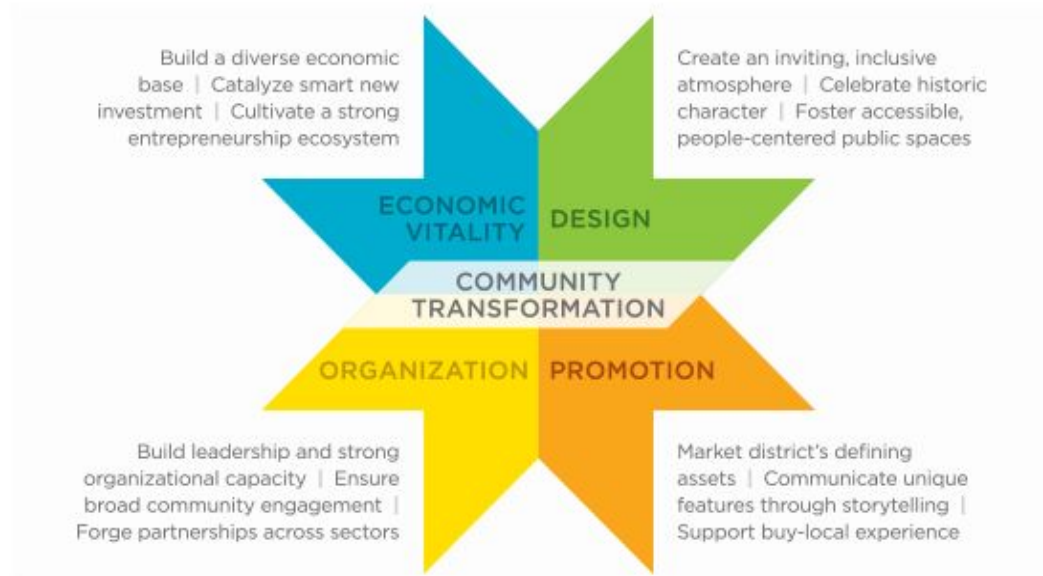 Build a diverse economic
base | Catalyze smart new
investment | Cultivate a strong
entrepreneurship ecosystem
Create an inviting, inclusive
atmosphere | Celebrate historic
character | Foster accessible,
people-centered public spaces
ECONOMIC
VITALITY
DESIGN
COMMUNITY
TRANSFORMATION
ORGANIZATION
PROMOTION
Build leadership and strong
organizational capacity | Ensure
broad community engagement |
Forge partnerships across sectors
Market district's defining
assets | Communicate unique
features through storytelling |
Support buy-local experience